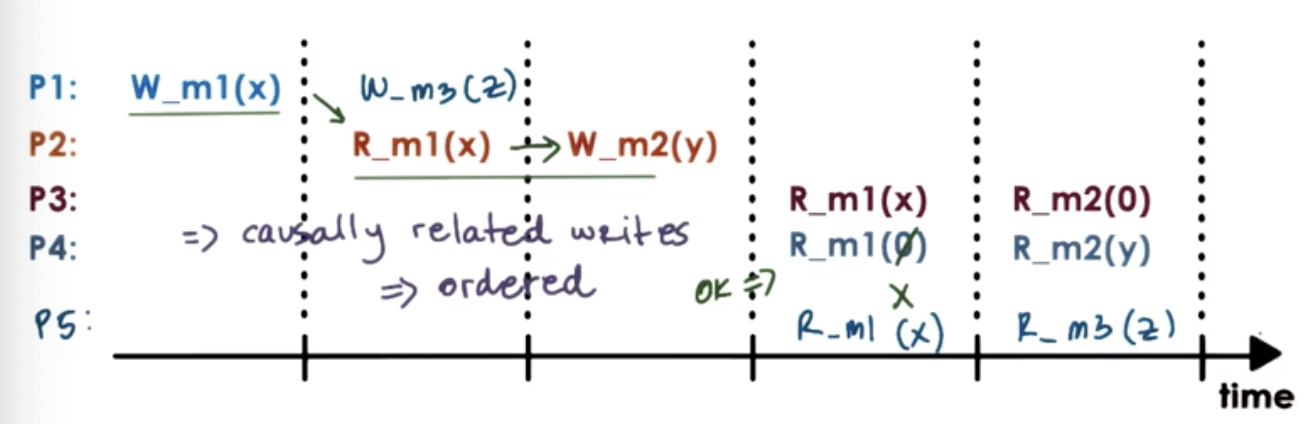 P1: W_m1(x) W_m3(z)
P2: R_m1(x) → W_m2(y)
P3: R_m1(x) R_m2(0)
=> causally related writes
P4: R_m1(0) R_m2(y)
=> ordered
OK => x
P5: R_m1 (x) R_m3(z)
time